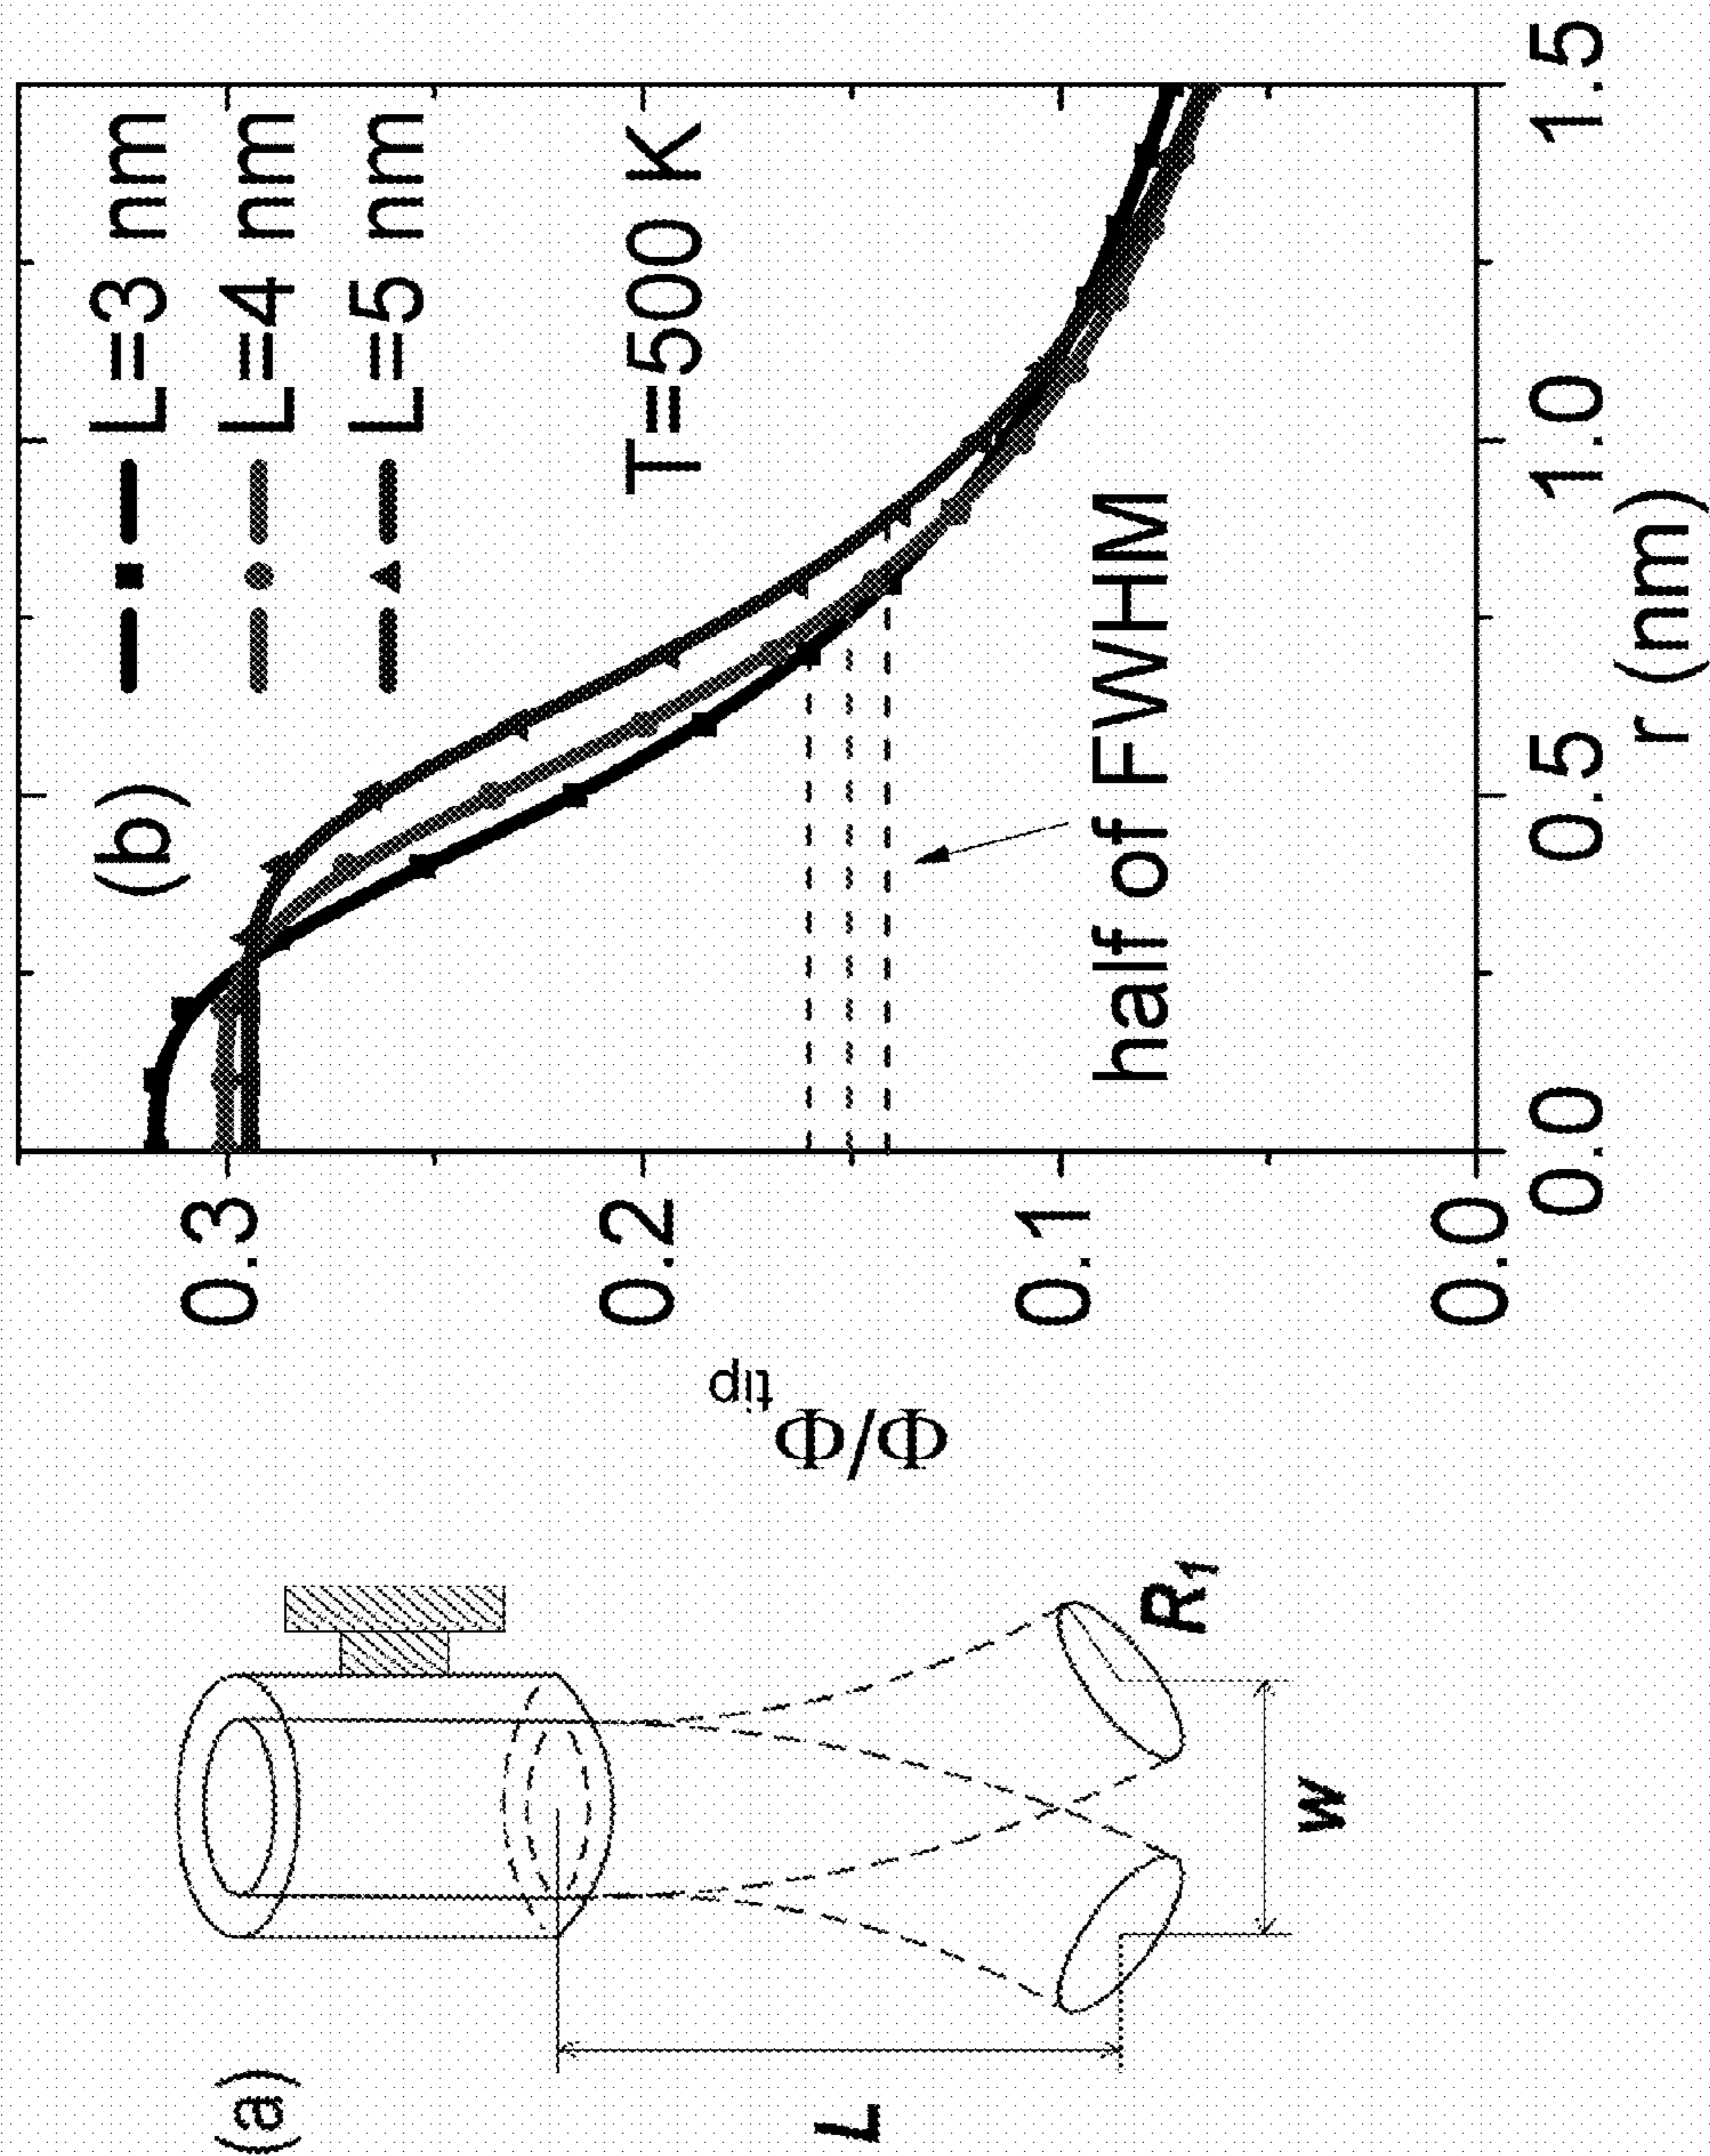 (a)
L
w
R1
(b)
L=3 nm
L=4 nm
L=5 nm
T=500 K
half of FWHM
Φ/Φtip
0.3
0.2
0.1
0.0
0.0 0.5 1.0 1.5
r (nm)